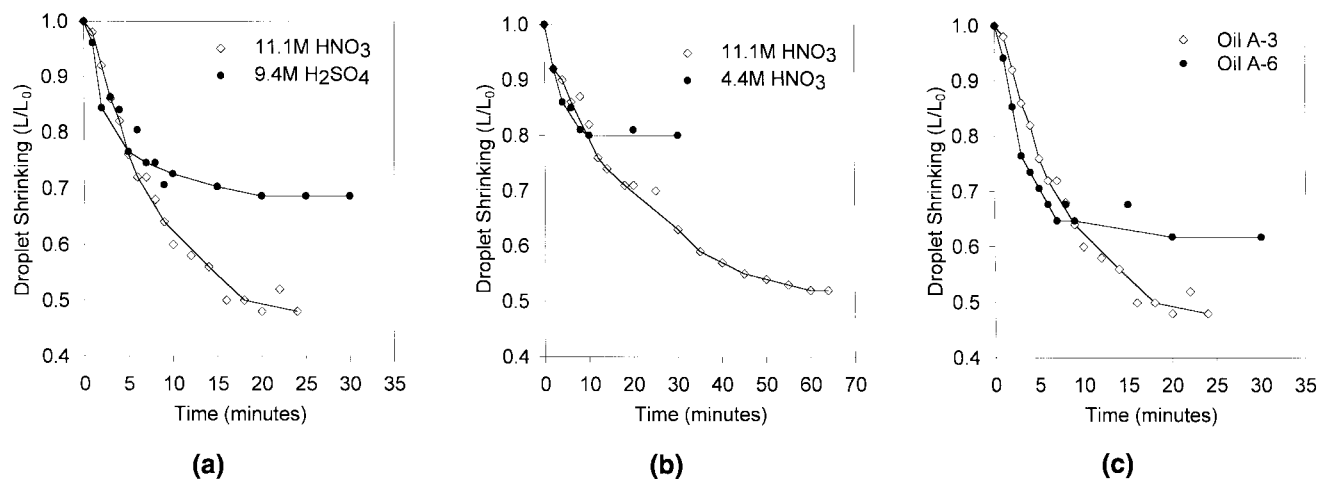 Droplet Shrinking (L/L₀)
1.0
0.9
0.8
0.7
0.6
0.5
0.4
11.1M HNO₃
9.4M H₂SO₄
0 5 10 15 20 25 30 35
Time (minutes)
(a)
Droplet Shrinking (L/L₀)
1.0
0.9
0.8
0.7
0.6
0.5
0.4
11.1M HNO₃
4.4M HNO₃
0 10 20 30 40 50 60 70
Time (minutes)
(b)
Droplet Shrinking (L/L₀)
1.0
0.9
0.8
0.7
0.6
0.5
0.4
Oil A-3
Oil A-6
0 5 10 15 20 25 30 35
Time (minutes)
(c)